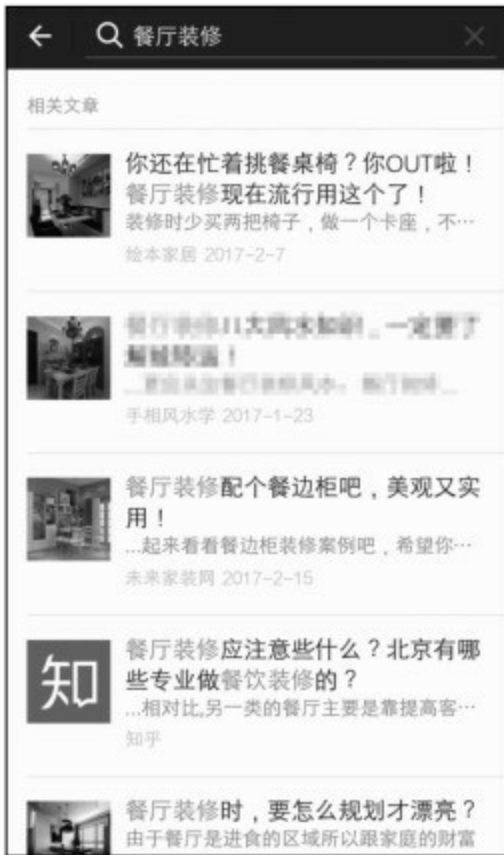 餐厅装修
相关文章
你还在忙着挑餐桌椅？你OUT啦！
餐厅装修现在流行用这个了！
装修时少买两把椅子，做一个卡座，不…
绘本家居 2017-2-7
手相风水学 2017-1-23
餐厅装修配个餐边柜吧，美观又实
用！
...起来看看餐边柜装修案例吧，希望你…
未来家装网 2017-2-15
知
餐厅装修应注意些什么？北京有哪
些专业做餐饮装修的？
...相对比,另一类的餐厅主要是靠提高客…
知乎
餐厅装修时，要怎么规划才漂亮？
由于餐厅是进食的区域所以跟家庭的财富